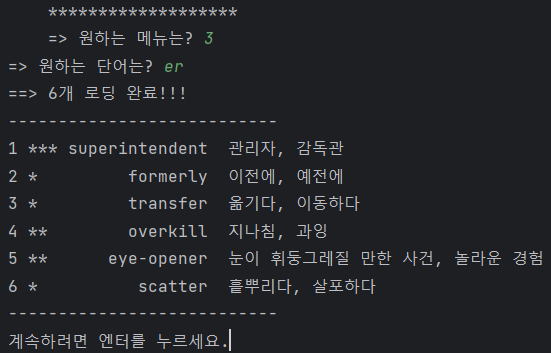 *******************
=> 원하는 메뉴는? 3
=> 원하는 단어는? er
==> 6개 로딩 완료!!!
---------------------------
1 *** superintendent 관리자, 감독관
2 * formerly 이전에, 예전에
3 * transfer 옮기다, 이동하다
4 ** overkill 지나침, 과잉
5 ** eye-opener 눈이 휘둥그레질 만한 사건, 놀라운 경험
6 * scatter 흩뿌리다, 살포하다
---------------------------
계속하려면 엔터를 누르세요.